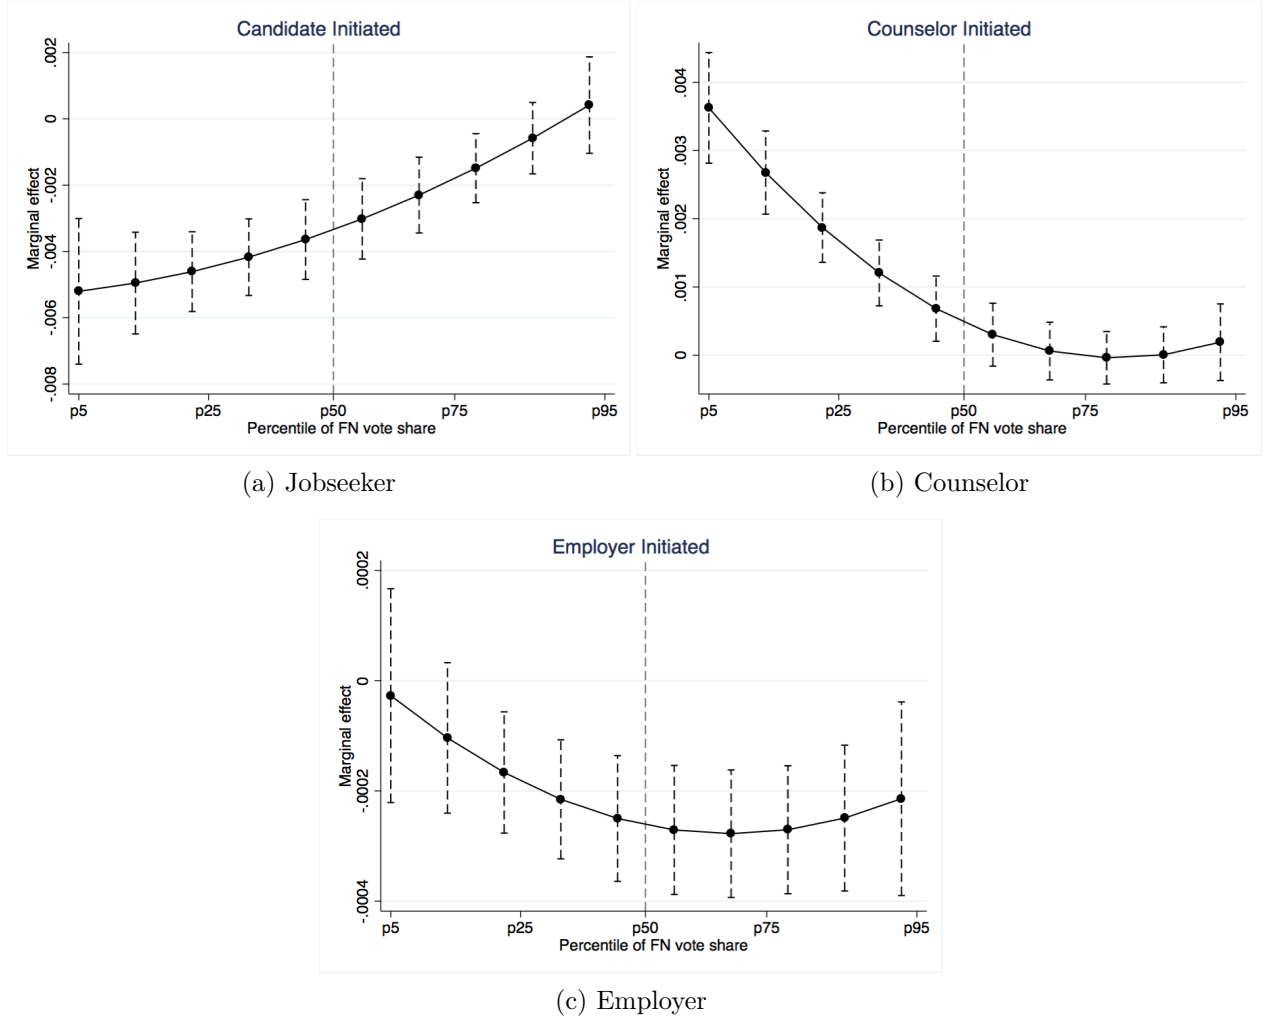 Candidate Initiated
Marginal effect
.002
0
-.002
-.004
-.006
-.008
p5 p25 p50 p75 p95
Percentile of FN vote share
(a) Jobseeker
Counselor Initiated
Marginal effect
.004
.003
.002
.001
0
p5 p25 p50 p75 p95
Percentile of FN vote share
(b) Counselor
Employer Initiated
Marginal effect
.0002
0
-.0002
-.0004
p5 p25 p50 p75 p95
Percentile of FN vote share
(c) Employer